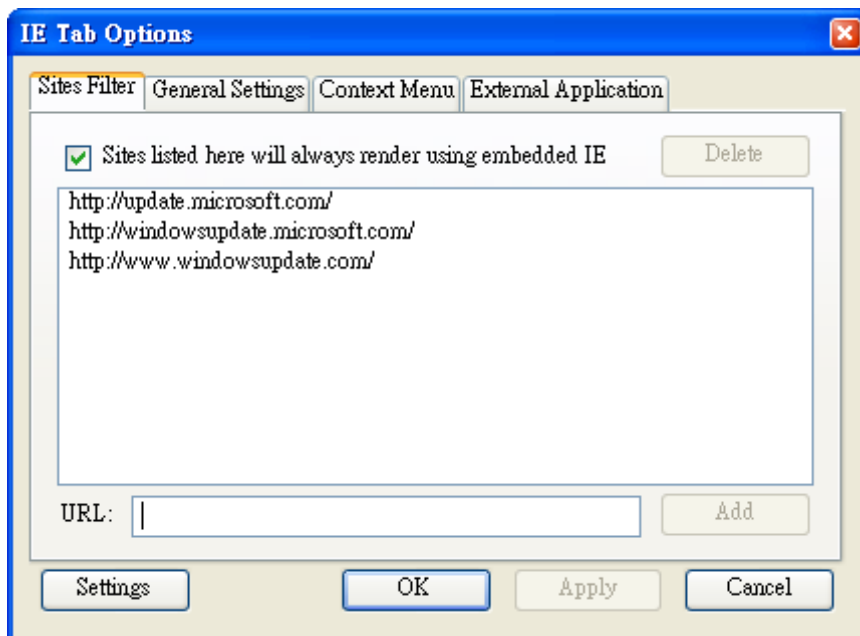 IE Tab Options
Sites Filter General Settings Context Menu External Application
Sites listed here will always render using embedded IE Delete
http://update.microsoft.com/
http://windowsupdate.microsoft.com/
http://www.windowsupdate.com/
URL: Add
Settings OK Apply Cancel